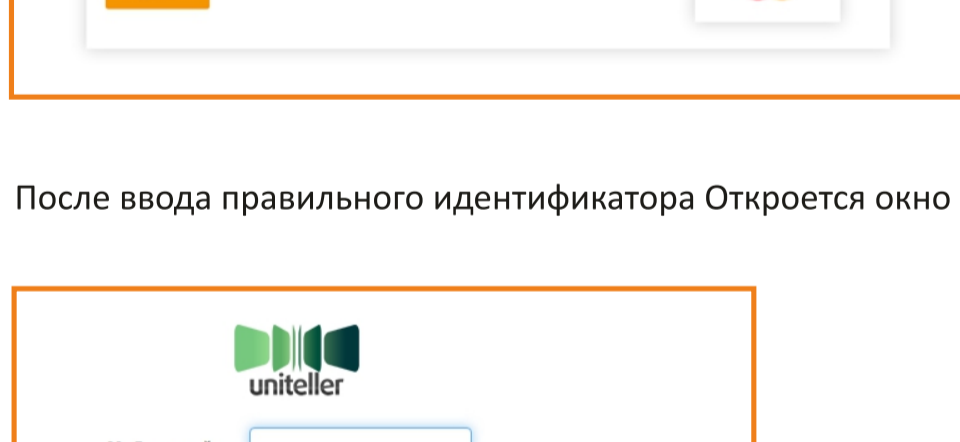 После ввода правильного идентификатора Откроется окно
uniteller